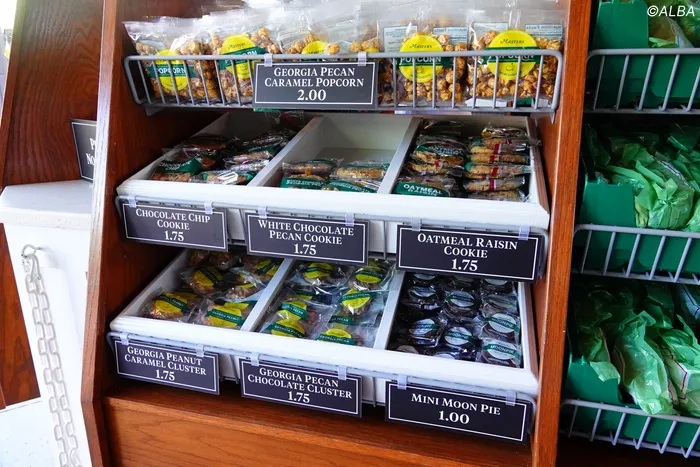 ©ALBA
Masters
POPCORN
GEORGIA PECAN
CARAMEL POPCORN
2.00
CHOCOLATE CHIP
COOKIE
1.75
WHITE CHOCOLATE
PECAN COOKIE
1.75
OATMEAL RAISIN
COOKIE
1.75
GEORGIA PEANUT
CARAMEL CLUSTER
1.75
GEORGIA PECAN
CHOCOLATE CLUSTER
1.75
MINI MOON PIE
1.00